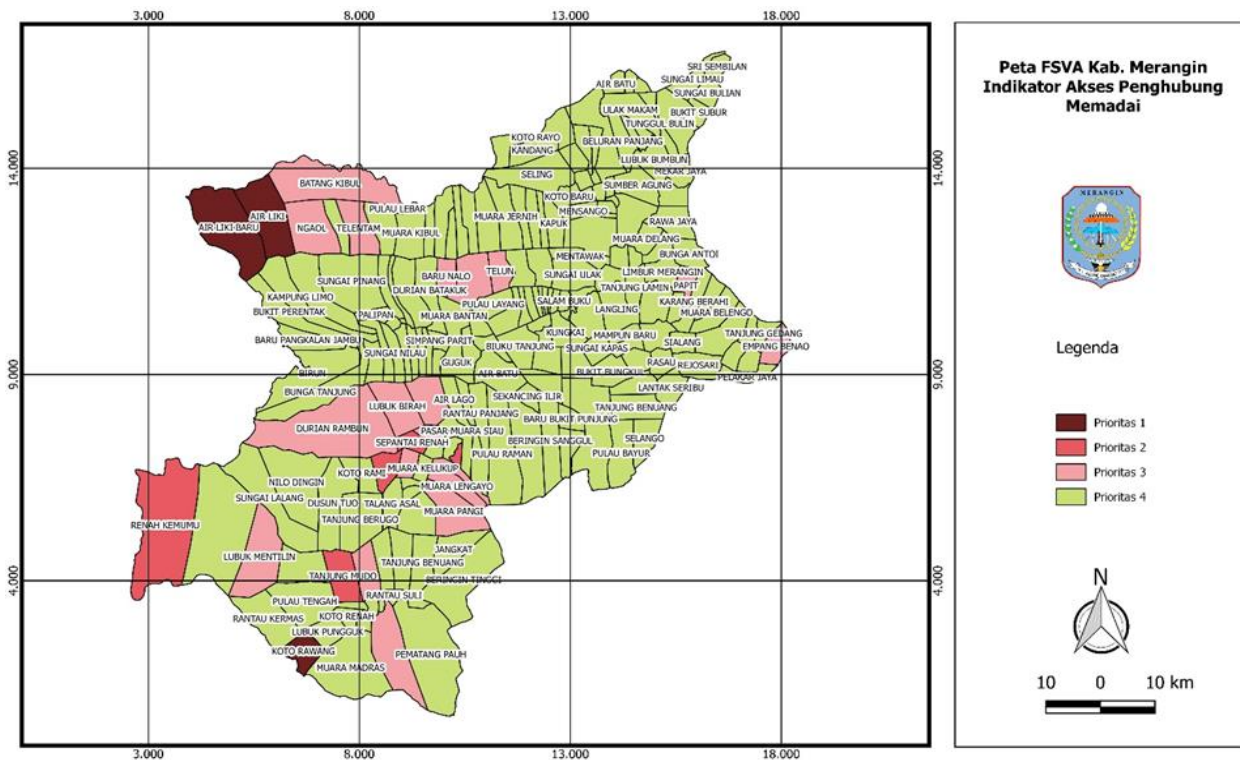 3.000 8.000 13.000 18.000
14.000
9.000
4.000
14.000
9.000
4.000
3.000 8.000 13.000 18.000
SRI SEMBILAN
AIR BATU
SUNGAI LIMAU
SUNGAI BULIAN
ULAK MAKAM
BUKIT SUBUR
TUNGGUL BULIN
KOTO RAYO
BELURAN PANJANG
KANDANG
LUBUK BUMBUN
SELING
MEKAR JAYA
BATANG KIBUL
SUMBER AGUNG
KOTO BARU
PULAU LEBAR
MENSANGO
AIR LIKI
MUARA JERNIH
RAWA JAYA
AIR LIKI BARU
NGAOL
TELENTAM
KAPUK
MUARA KIBUL
MUARA DELANG
BUNGA ANTOI
MENTAWAK
BARU NALO
TELUN
SUNGAI ULAK
LIMBUR MERANGIN
SUNGAI PINANG
PAPIT
DURIAN BATAKUK
TANJUNG LAMIN
KAMPUNG LIMO
PULAU LAYANG
SALAM BUKU
KARANG BERAHI
BUKIT PERENTAK
PALIPAN
MUARA BANTAN
LANGLING
MUARA BELENGO
KUNGKAI
MAMPUN BARU
TANJUNG GEDANG
BARU PANGKALAN JAMBU
SIMPANG PARIT
SIALANG
EMPANG BENAO
SUNGAI NILAU
BIUKU TANJUNG
SUNGAI KAPAS
GUGUK
RASAU
REJOSARI
BIRUN
AIR BATU
BUKIT BUNGKUL
PELAKAR JAYA
BUNGA TANJUNG
LANTAK SERIBU
LUBUK BIRAH
AIR LAGO
SEKANCING ILIR
RANTAU PANJANG
TANJUNG BENUANG
DURIAN RAMBUN
PASAR MUARA SIAU
BARU BUKIT PUNJUNG
SEPANTAI RENAH
BERINGIN SANGGUL
SELANGO
PULAU RAMAN
PULAU BAYUR
KOTO RAMI
MUARA KELUKUP
NILO DINGIN
MUARA LENGAYO
SUNGAI LALANG
DUSUN TUO
TALANG ASAL
MUARA PANGI
RENAH KEMUMU
TANJUNG BERUGO
JANGKAT
LUBUK MENTILIN
TANJUNG BENUANG
TANJUNG MUDO
BERINGIN TINGGI
PULAU TENGAH
RANTAU SULI
RANTAU KERMAS
KOTO RENAH
LUBUK PUNGGUK
KOTO RAWANG
PEMATANG PAUH
MUARA MADRAS
Peta FSVA Kab. Merangin
Indikator Akses Penghubung
Memadai
MERANGIN
Legenda
Prioritas 1
Prioritas 2
Prioritas 3
Prioritas 4
N
10 0 10 km